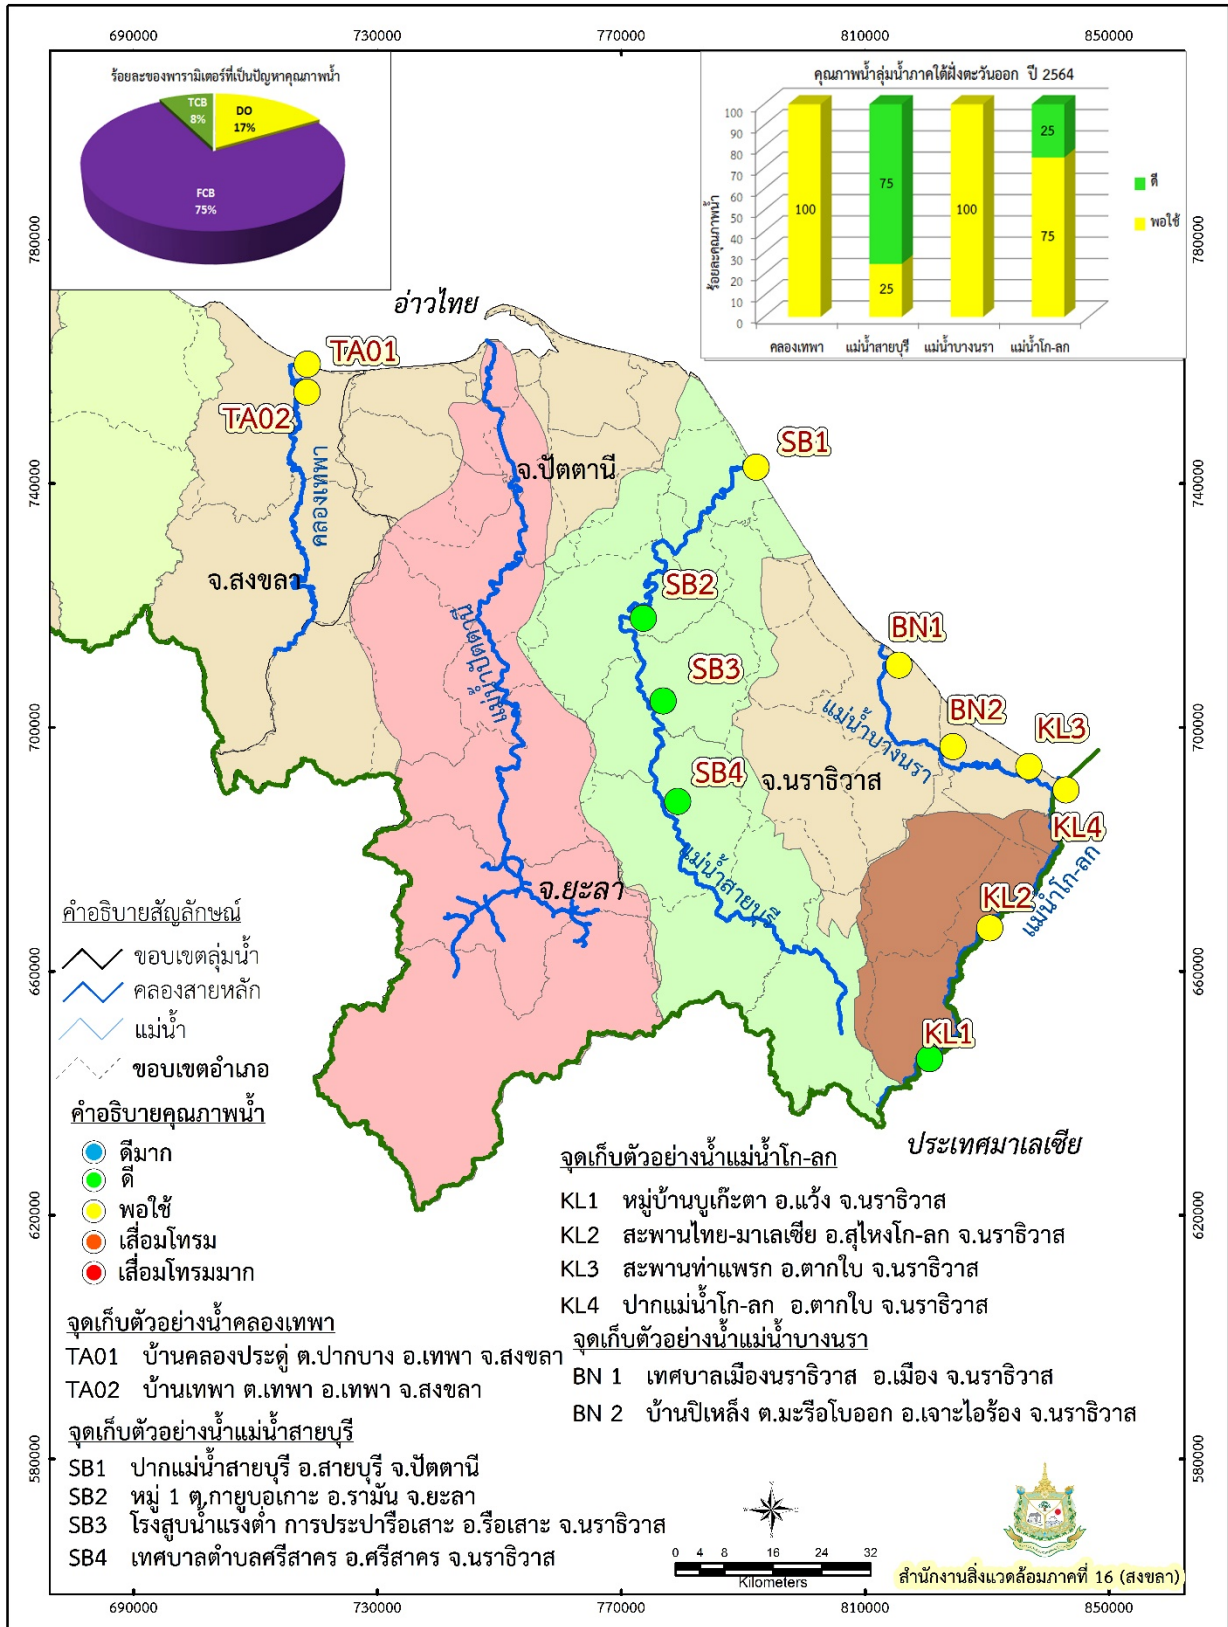 690000 730000 770000 810000 850000
ร้อยละของพารามิเตอร์ที่เป็นปัญหาคุณภาพน้ำ
TCB
8%
DO
17%
FCB
75%
คุณภาพน้ำลุ่มน้ำภาคใต้ฝั่งตะวันออก ปี 2564
ร้อยละคุณภาพน้ำ
100
90
80
70
60
50
40
30
20
10
0
100
75
25
100
25
75
ดี
พอใช้
คลองเทพา แม่น้ำสายบุรี แม่น้ำบางนรา แม่น้ำโก-ลก
780000
780000
740000
740000
700000
700000
660000
660000
620000
620000
580000
580000
อ่าวไทย
TA01
TA02
คลองเทพา
จ.สงขลา
จ.ปัตตานี
แม่น้ำปัตตานี
จ.ยะลา
SB1
SB2
SB3
SB4
แม่น้ำสายบุรี
BN1
BN2
แม่น้ำบางนรา
จ.นราธิวาส
KL3
KL4
แม่น้ำโก-ลก
KL2
KL1
ประเทศมาเลเซีย
คำอธิบายสัญลักษณ์
ขอบเขตลุ่มน้ำ
คลองสายหลัก
แม่น้ำ
ขอบเขตอำเภอ
คำอธิบายคุณภาพน้ำ
ดีมาก
ดี
พอใช้
เสื่อมโทรม
เสื่อมโทรมมาก
จุดเก็บตัวอย่างน้ำคลองเทพา
TA01 บ้านคลองประดู่ ต.ปากบาง อ.เทพา จ.สงขลา
TA02 บ้านเทพา ต.เทพา อ.เทพา จ.สงขลา
จุดเก็บตัวอย่างน้ำแม่น้ำสายบุรี
SB1 ปากแม่น้ำสายบุรี อ.สายบุรี จ.ปัตตานี
SB2 หมู่ 1 ต.กายูบอเกาะ อ.รามัน จ.ยะลา
SB3 โรงสูบน้ำแรงต่ำ การประปารือเสาะ อ.รือเสาะ จ.นราธิวาส
SB4 เทศบาลตำบลศรีสาคร อ.ศรีสาคร จ.นราธิวาส
จุดเก็บตัวอย่างน้ำแม่น้ำโก-ลก
KL1 หมู่บ้านบูเก๊ะตา อ.แว้ง จ.นราธิวาส
KL2 สะพานไทย-มาเลเซีย อ.สุไหงโก-ลก จ.นราธิวาส
KL3 สะพานท่าแพรก อ.ตากใบ จ.นราธิวาส
KL4 ปากแม่น้ำโก-ลก อ.ตากใบ จ.นราธิวาส
จุดเก็บตัวอย่างน้ำแม่น้ำบางนรา
BN 1 เทศบาลเมืองนราธิวาส อ.เมือง จ.นราธิวาส
BN 2 บ้านปิเหล็ง ต.มะรือโบออก อ.เจาะไอร้อง จ.นราธิวาส
0 4 8 16 24 32
Kilometers
สำนักงานสิ่งแวดล้อมภาคที่ 16 (สงขลา)
690000 730000 770000 810000 850000